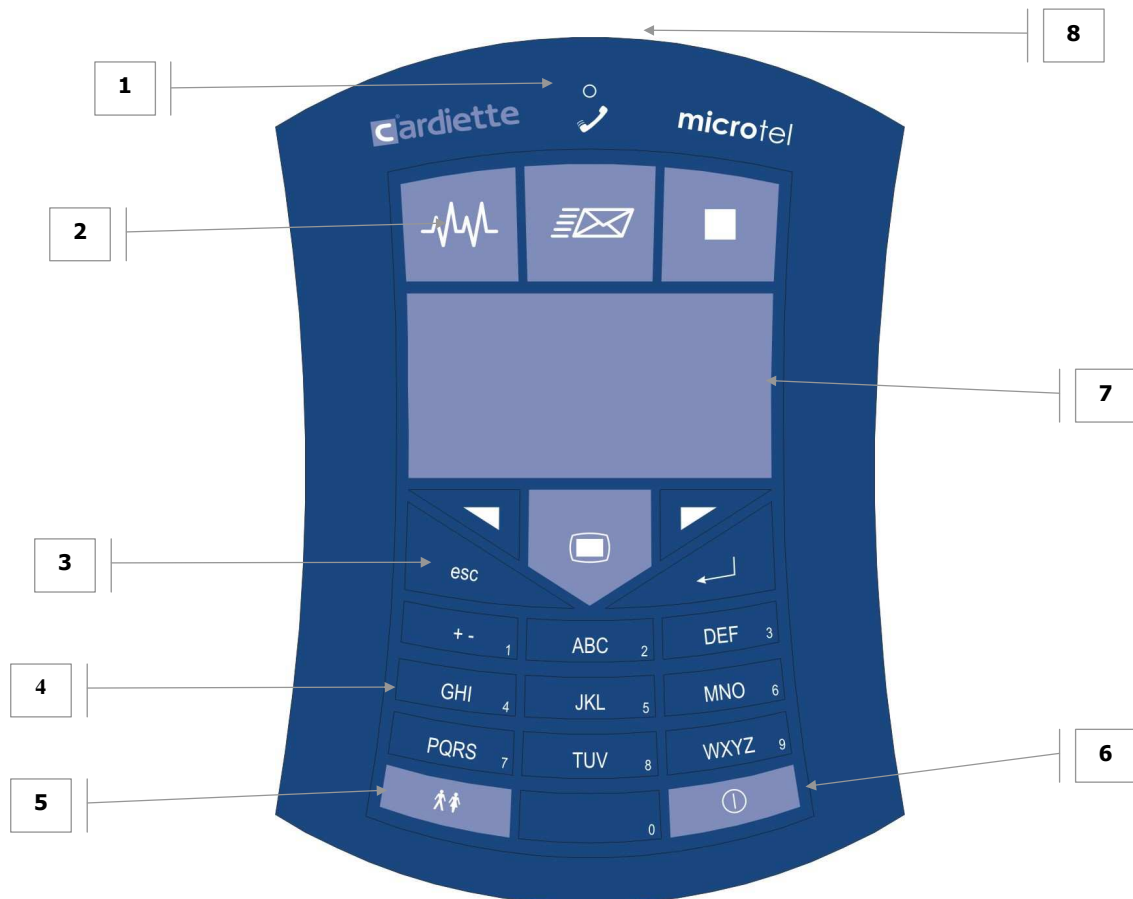 8
1
cardiette microtel
2
7
3
esc
+ - 1 ABC 2 DEF 3
4
GHI 4 JKL 5 MNO 6
PQRS 7 TUV 8 WXYZ 9
6
5
0